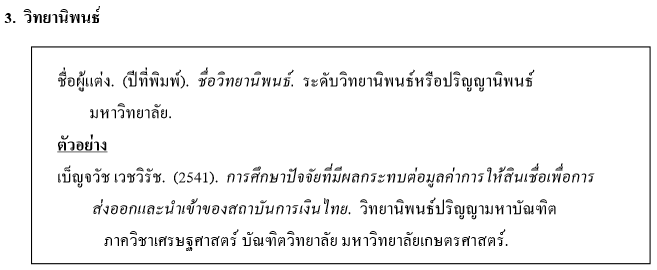 3. วิทยานิพนธ์
ชื่อผู้แต่ง. (ปีที่พิมพ์). ชื่อวิทยานิพนธ์. ระดับวิทยานิพนธ์หรือปริญญานิพนธ์
มหาวิทยาลัย.
ตัวอย่าง
เบ็ญจวัช เวชวิรัช. (2541). การศึกษาปัจจัยที่มีผลกระทบต่อมูลค่าการให้สินเชื่อเพื่อการ
ส่งออกและนำเข้าของสถาบันการเงินไทย. วิทยานิพนธ์ปริญญามหาบัณฑิต
ภาควิชาเศรษฐศาสตร์ บัณฑิตวิทยาลัย มหาวิทยาลัยเกษตรศาสตร์.